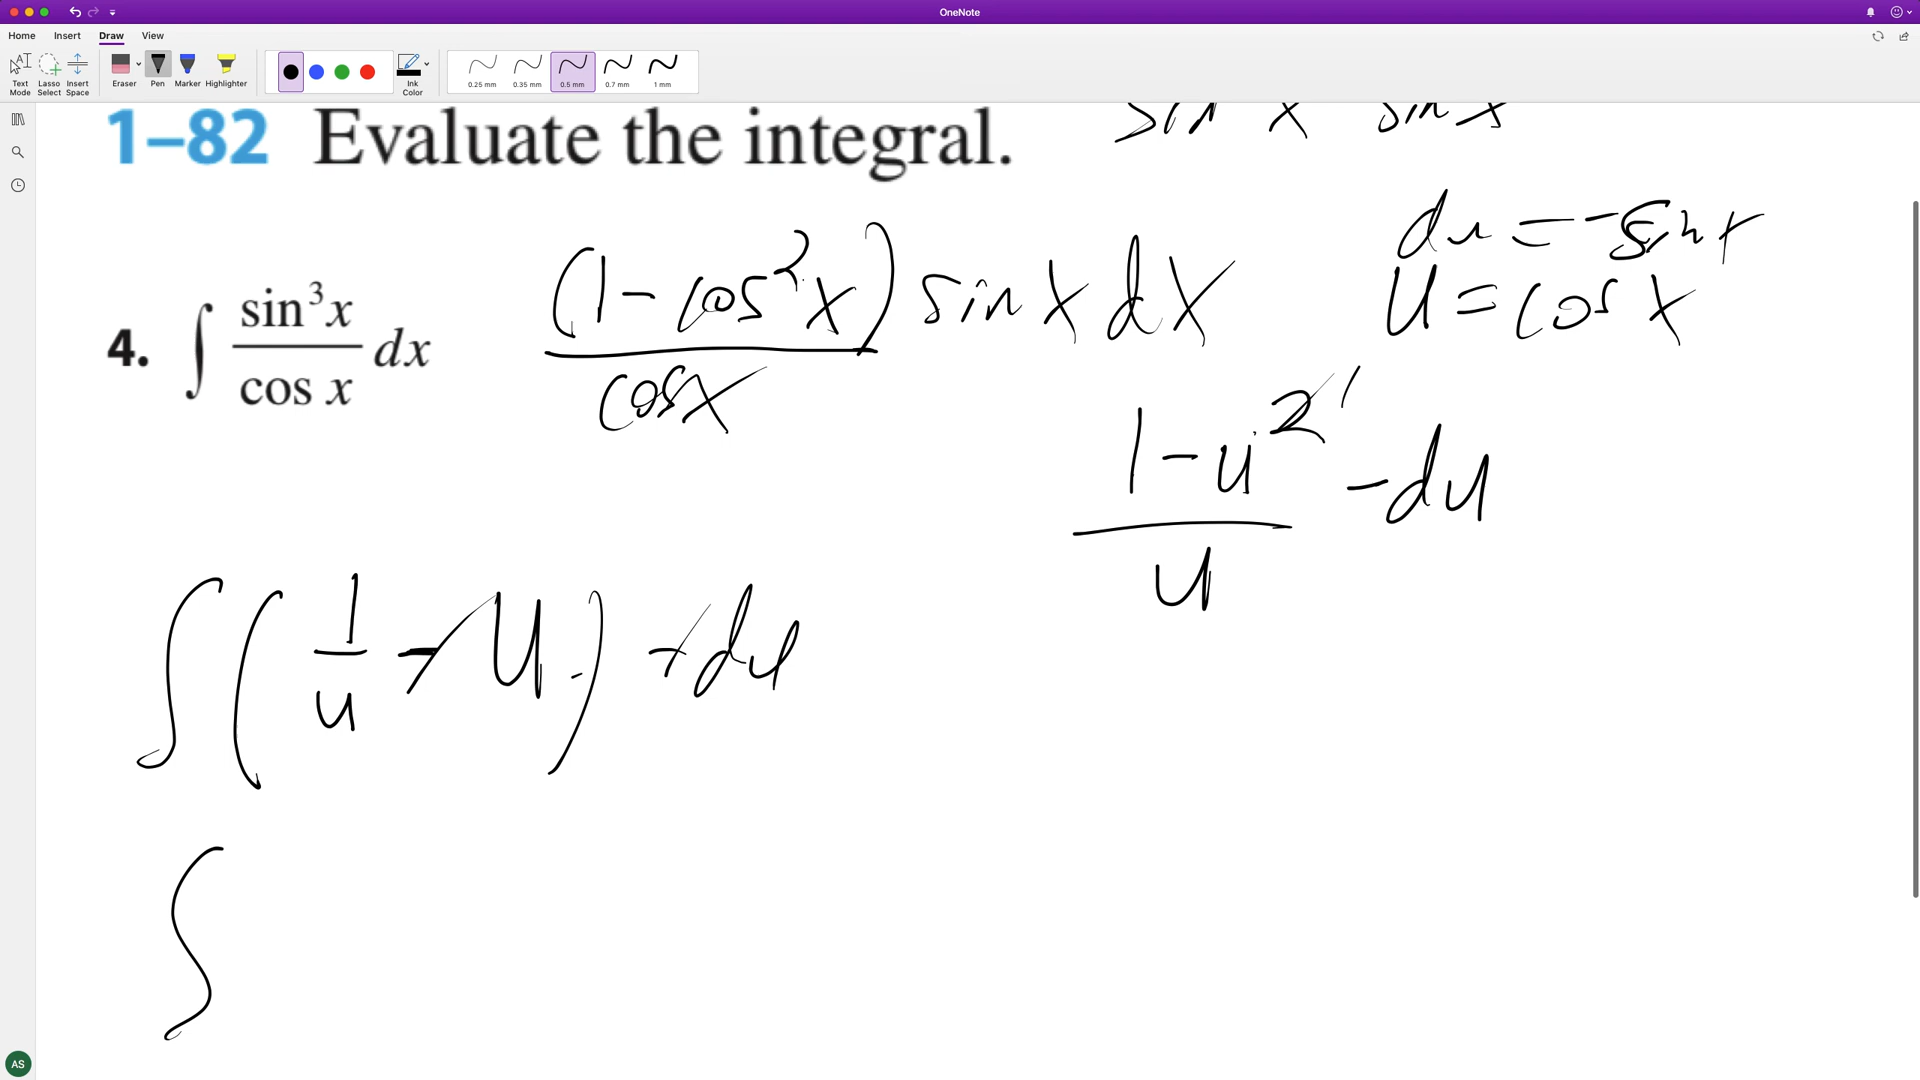 OneNote
Home Insert Draw View
Text Mode Lasso Select Insert Space Eraser Pen Marker Highlighter Ink Color 0.25 mm 0.35 mm 0.5 mm 0.7 mm 1 mm
1–82 Evaluate the integral.
sin x sin x
du = -sin x
u = cos x
4. ∫ sin³x / cos x dx
(1 - cos²x) / cos x sin x dx
1 - u² / u - du
∫ ( 1/u - u ) + du
∫
AS